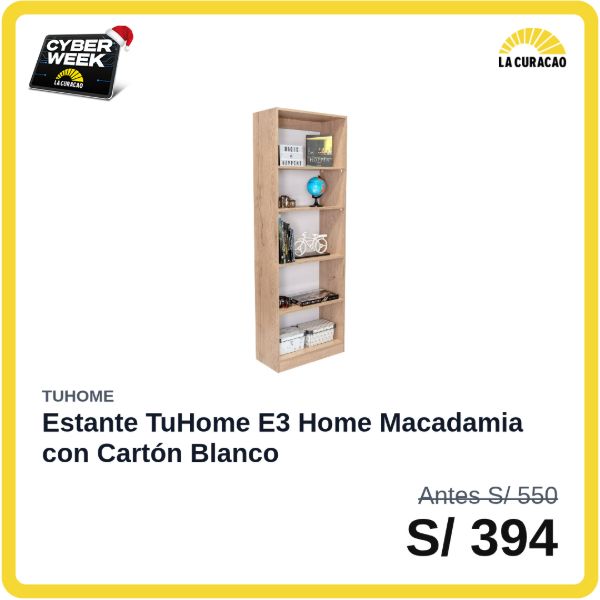 CYBER
WEEK
LA CURACAO
LA CURACAO
TUHOME
Estante TuHome E3 Home Macadamia
con Cartón Blanco
Antes S/ 550
S/ 394